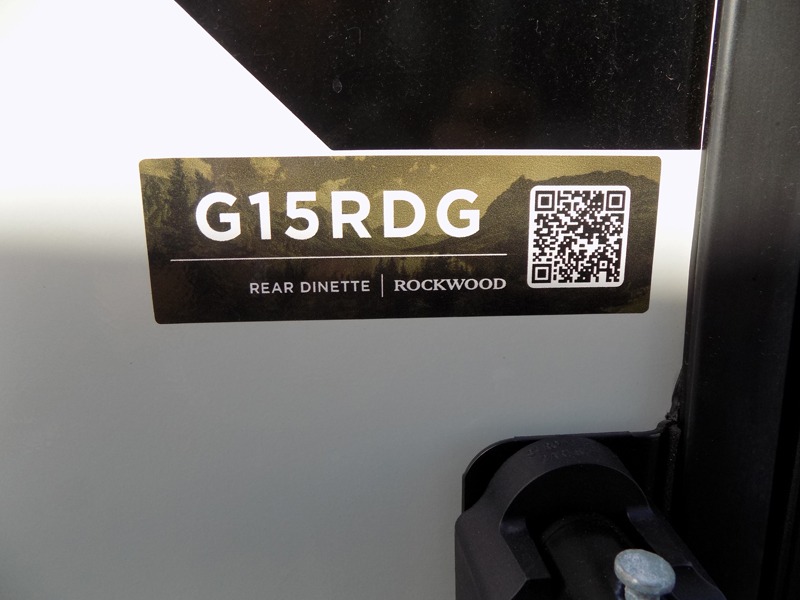 G15RDG
REAR DINETTE | ROCKWOOD